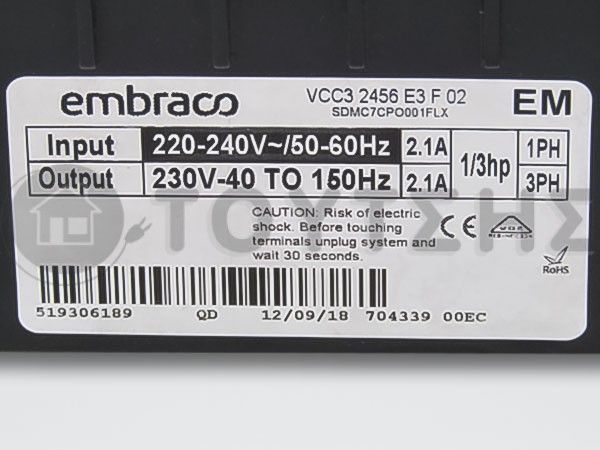 embraco
VCC3 2456 E3 F 02
SDMC7CPO001FLX
EM
Input 220-240V~/50-60Hz 2.1A 1/3hp 1PH
Output 230V-40 TO 150Hz 2.1A 3PH
ΤΟΥΤΣΗΣ
CAUTION: Risk of electric
shock. Before touching
terminals unplug system and
wait 30 seconds.
CE
RoHS
519306189 QD 12/09/18 704339 00EC